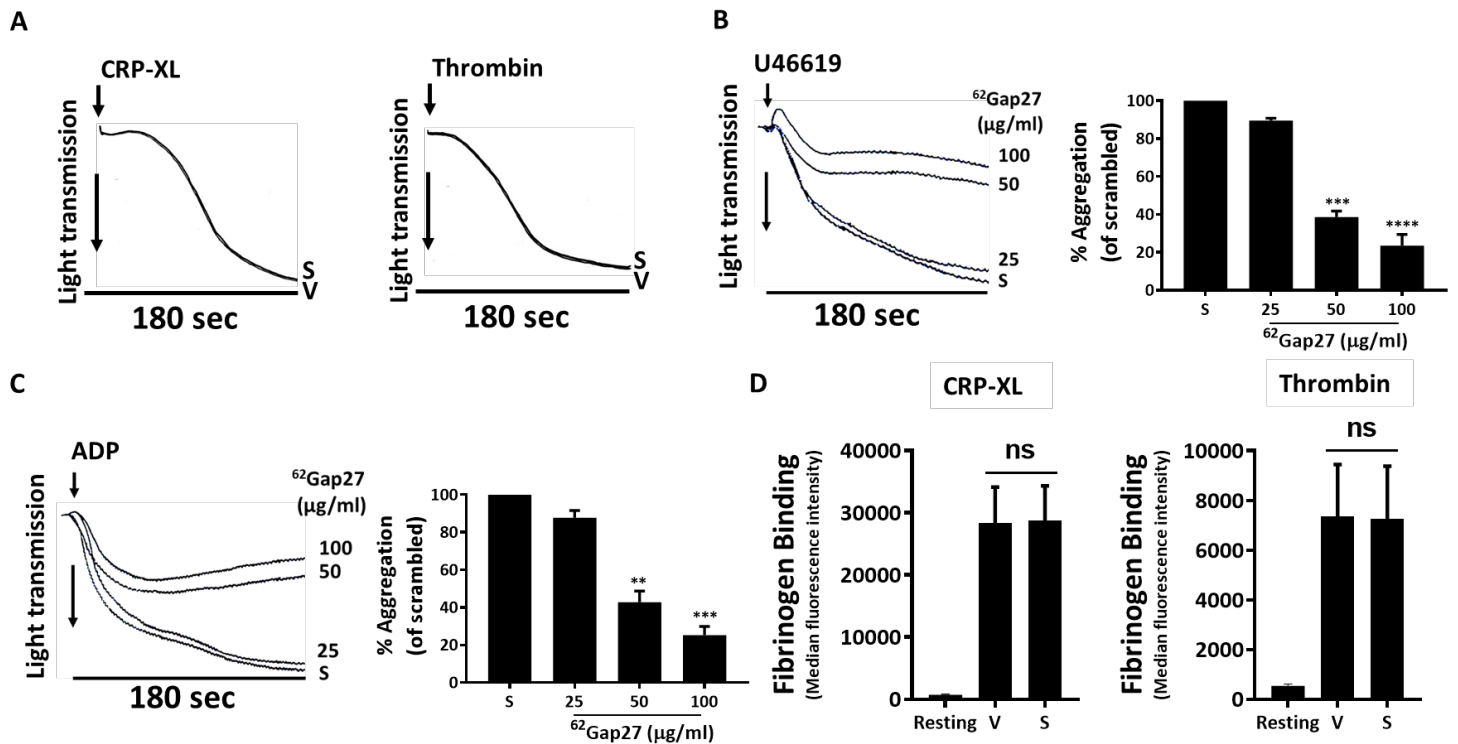 A
CRP-XL
Light transmission
S
V
180 sec
Thrombin
Light transmission
S
V
180 sec
B
U46619
Light transmission
⁶²Gap27
(µg/ml)
100
50
25
S
180 sec
% Aggregation
(of scrambled)
100
80
60
40
20
0
***
****
S 25 50 100
⁶²Gap27 (µg/ml)
C
ADP
Light transmission
⁶²Gap27
(µg/ml)
100
50
25
S
180 sec
% Aggregation
(of scrambled)
100
80
60
40
20
0
**
***
S 25 50 100
⁶²Gap27 (µg/ml)
D
CRP-XL
Fibrinogen Binding
(Median fluorescence intensity)
40000
30000
20000
10000
0
ns
Resting V S
Thrombin
Fibrinogen Binding
(Median fluorescence intensity)
10000
8000
6000
4000
2000
0
ns
Resting V S